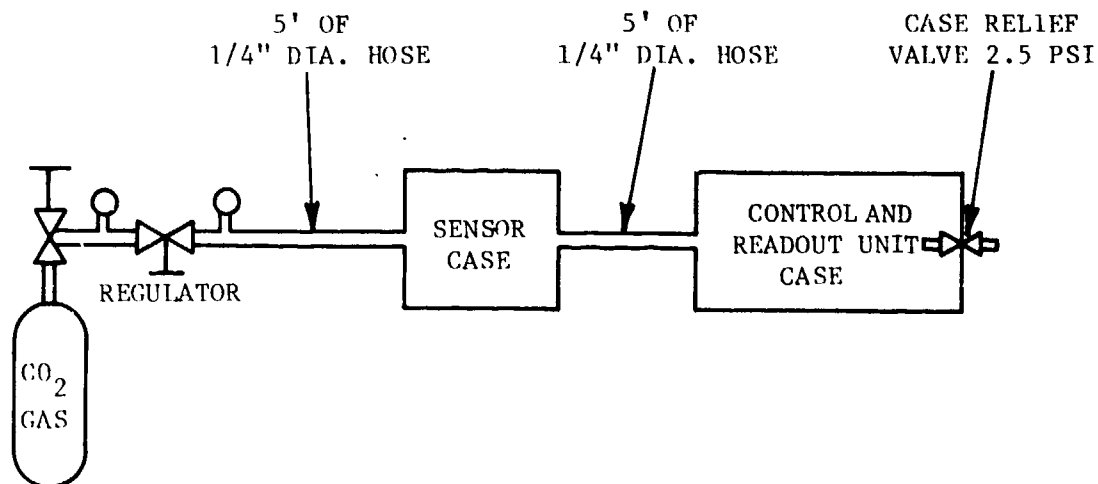 5' OF
1/4" DIA. HOSE
5' OF
1/4" DIA. HOSE
CASE RELIEF
VALVE 2.5 PSI
REGULATOR
SENSOR
CASE
CONTROL AND
READOUT UNIT
CASE
CO2
GAS